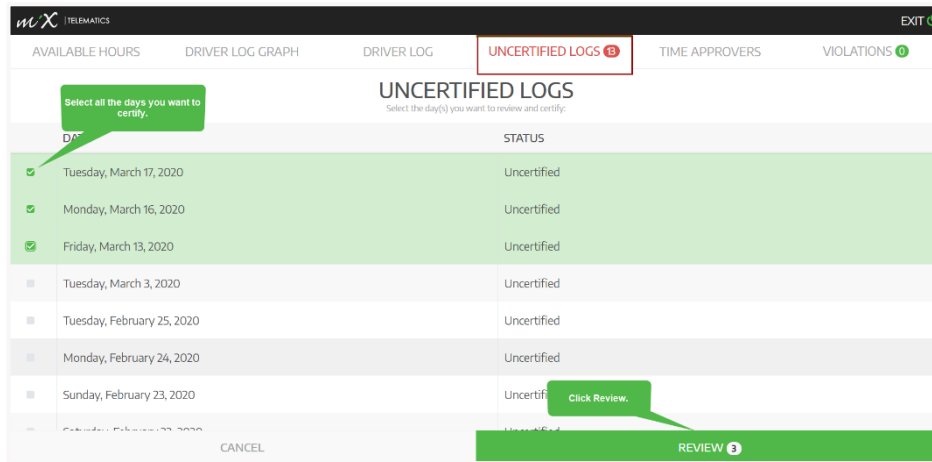 mi'X TELEMATICS EXIT
AVAILABLE HOURS DRIVER LOG GRAPH DRIVER LOG UNCERTIFIED LOGS 13 TIME APPROVERS VIOLATIONS 0
UNCERTIFIED LOGS
Select the day(s) you want to review and certify:
Select all the days you want to
certify.
STATUS
Tuesday, March 17, 2020 Uncertified
Monday, March 16, 2020 Uncertified
Friday, March 13, 2020 Uncertified
Tuesday, March 3, 2020 Uncertified
Tuesday, February 25, 2020 Uncertified
Monday, February 24, 2020 Uncertified
Sunday, February 23, 2020
Click Review.
CANCEL REVIEW 3